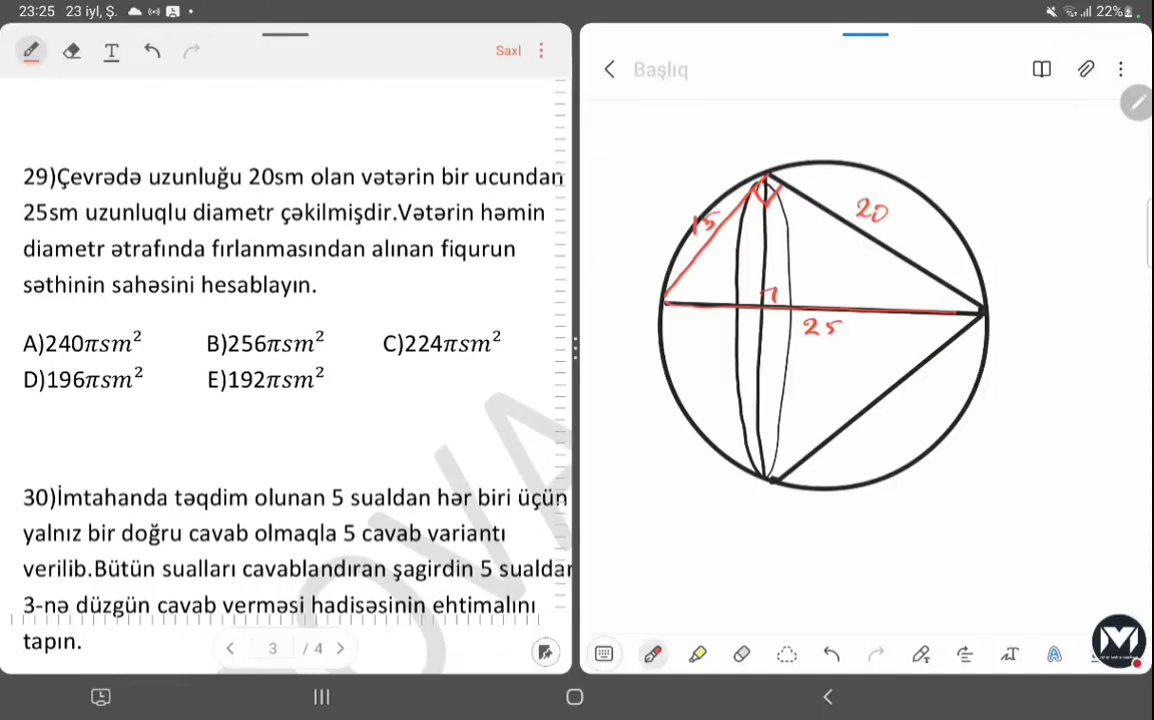 23:25 23 iyl, Ş.
22%
Saxl
Başlıq
29)Çevrədə uzunluğu 20sm olan vətərin bir ucundan
25sm uzunluqlu diametr çəkilmişdir.Vətərin həmin
diametr ətrafında fırlanmasından alınan fiqurun
səthinin sahəsini hesablayın.
A)240πsm² B)256πsm² C)224πsm²
D)196πsm² E)192πsm²
30)İmtahanda təqdim olunan 5 sualdan hər biri üçün
yalnız bir doğru cavab olmaqla 5 cavab variantı
verilib.Bütün sualları cavablandıran şagirdin 5 sualdan
3-nə düzgün cavab verməsi hadisəsinin ehtimalını
tapın.
3 / 4
15
20
25